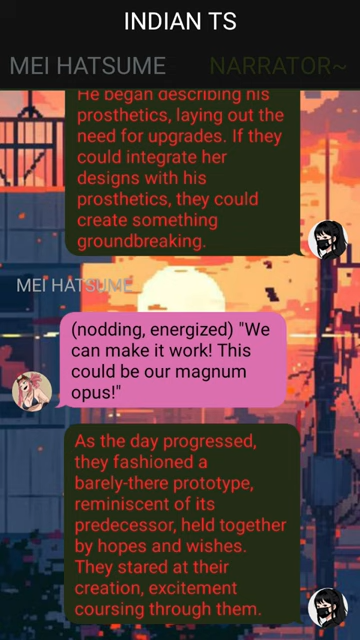 INDIAN TS
MEI HATSUME NARRATOR~
He began describing his
prosthetics, laying out the
need for upgrades. If they
could integrate her
designs with his
prosthetics, they could
create something
groundbreaking.
MEI HATSUME
(nodding, energized) "We
can make it work! This
could be our magnum
opus!"
As the day progressed,
they fashioned a
barely-there prototype,
reminiscent of its
predecessor, held together
by hopes and wishes.
They stared at their
creation, excitement
coursing through them.